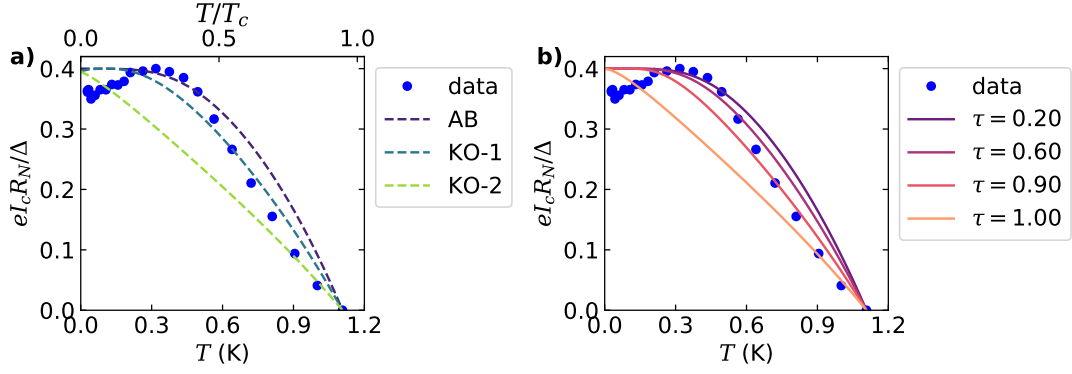 T/T_c
0.0 0.5 1.0
a)
0.4
0.3
0.2
0.1
0.0
eI_cR_N/Δ
0.0 0.3 0.6 0.9 1.2
T (K)
data
AB
KO-1
KO-2
b)
0.4
0.3
0.2
0.1
0.0
eI_cR_N/Δ
0.0 0.3 0.6 0.9 1.2
T (K)
data
τ = 0.20
τ = 0.60
τ = 0.90
τ = 1.00